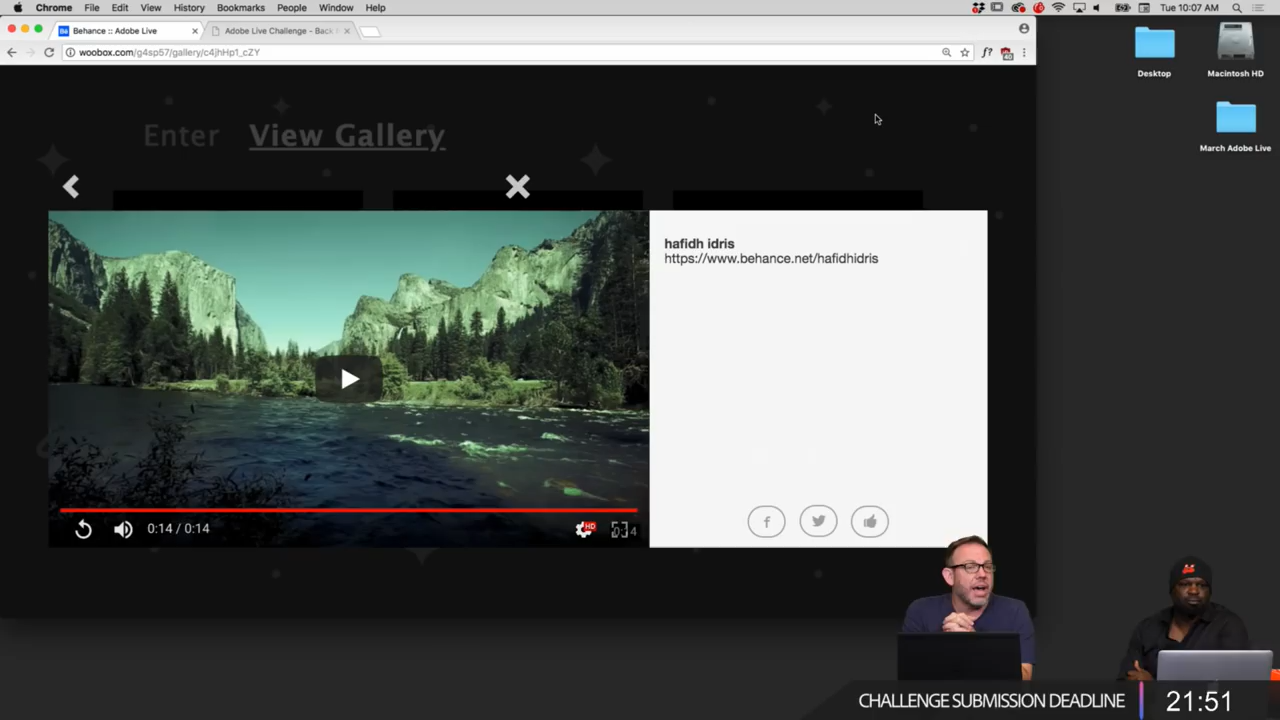 Chrome File Edit View History Bookmarks People Window Help
Tue 10:07 AM
Behance :: Adobe Live
Adobe Live Challenge - Back
woobox.com/g4sp57/gallery/c4jhHp1_cZY
f?
Desktop
Macintosh HD
March Adobe Live
Enter View Gallery
hafidh idris
https://www.behance.net/hafidhidris
0:14 / 0:14
HD
CHALLENGE SUBMISSION DEADLINE
21:51